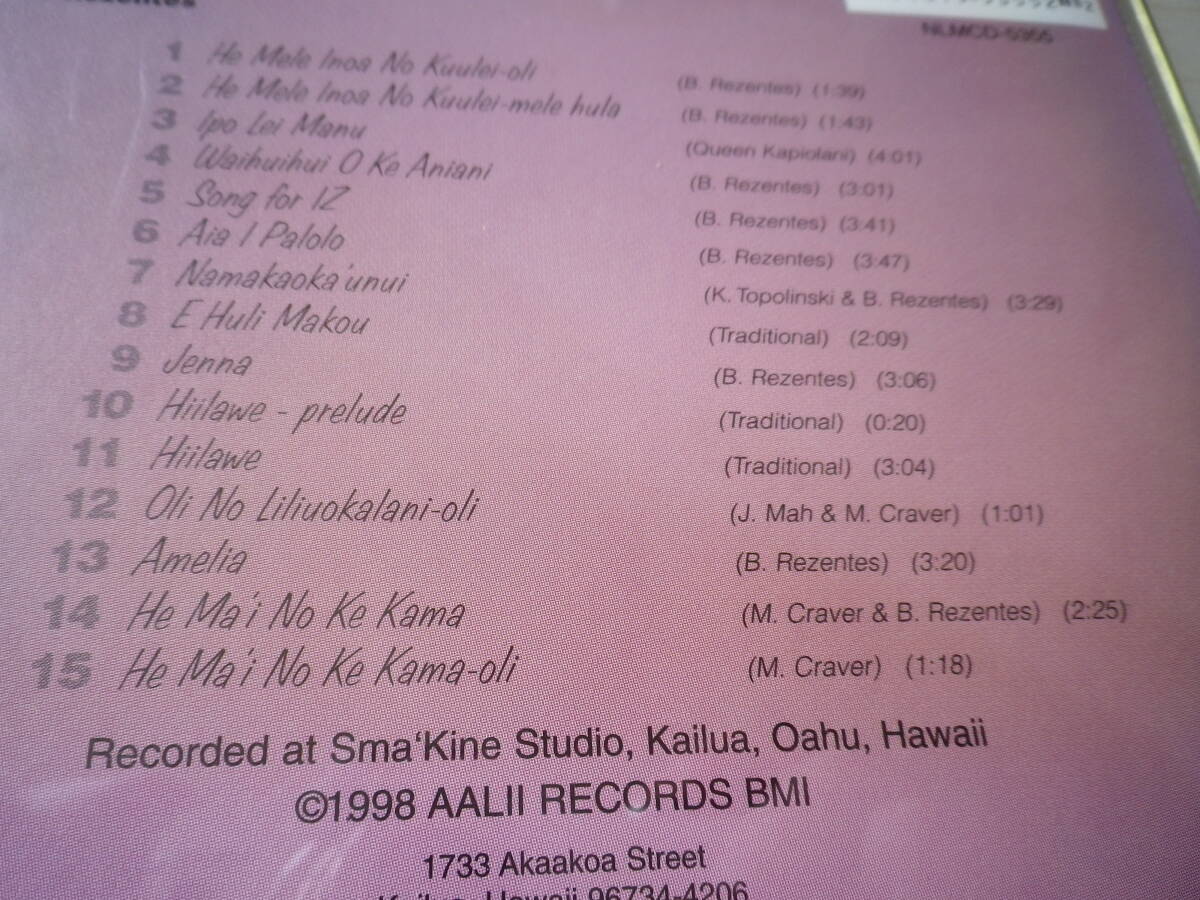 1 He Mele Inoa No Kuulei-oli (B. Rezentes) (1:39)
2 He Mele Inoa No Kuulei-mele hula (B. Rezentes) (1:43)
3 Ipo Lei Manu (Queen Kapiolani) (4:01)
4 Waihuihui O Ke Aniani (B. Rezentes) (3:01)
5 Song for IZ (B. Rezentes) (3:41)
6 Aia I Palolo (B. Rezentes) (3:47)
7 Namakaoka'unui (K. Topolinski & B. Rezentes) (3:29)
8 E Huli Makou (Traditional) (2:09)
9 Jenna (B. Rezentes) (3:06)
10 Hiilawe - prelude (Traditional) (0:20)
11 Hiilawe (Traditional) (3:04)
12 Oli No Liliuokalani-oli (J. Mah & M. Craver) (1:01)
13 Amelia (B. Rezentes) (3:20)
14 He Ma'i No Ke Kama (M. Craver & B. Rezentes) (2:25)
15 He Ma'i No Ke Kama-oli (M. Craver) (1:18)
Recorded at Sma‘Kine Studio, Kailua, Oahu, Hawaii
©1998 AALII RECORDS BMI
1733 Akaakoa Street
Kailua, Hawaii 96734-4206